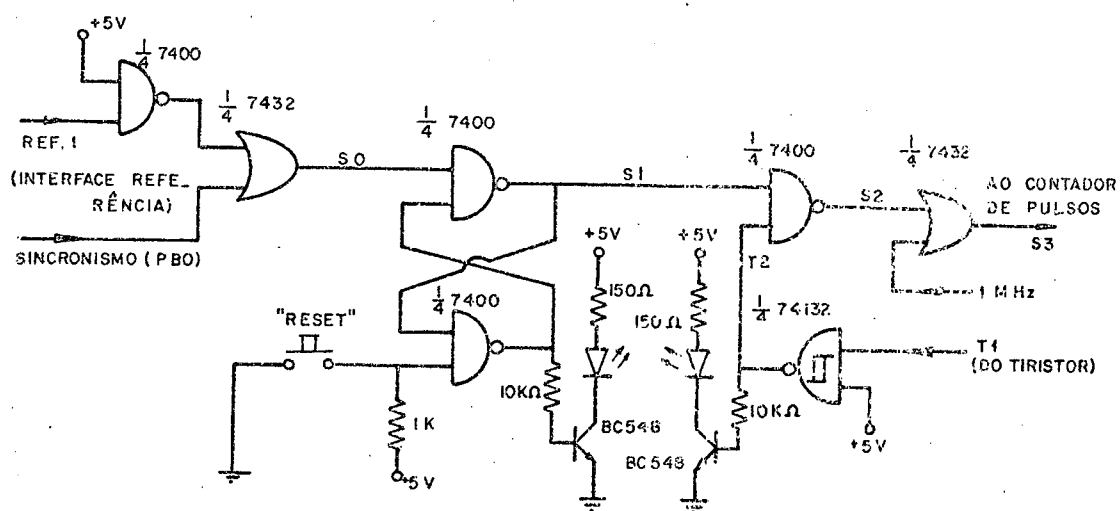 +5V
1/4 7400
REF. 1
(INTERFACE REFE-
RÊNCIA)
SINCRONISMO (PBO)
1/4 7432
S0
1/4 7400
S1
1/4 7400
S2
1/4 7432
AO CONTADOR
DE PULSOS
S3
1 MHz
"RESET"
1/4 7400
1K
+5V
+5V
150Ω
10KΩ
BC548
+5V
150Ω
T2
1/4 74132
T1
(DO TIRISTOR)
10KΩ
BC548
+5V